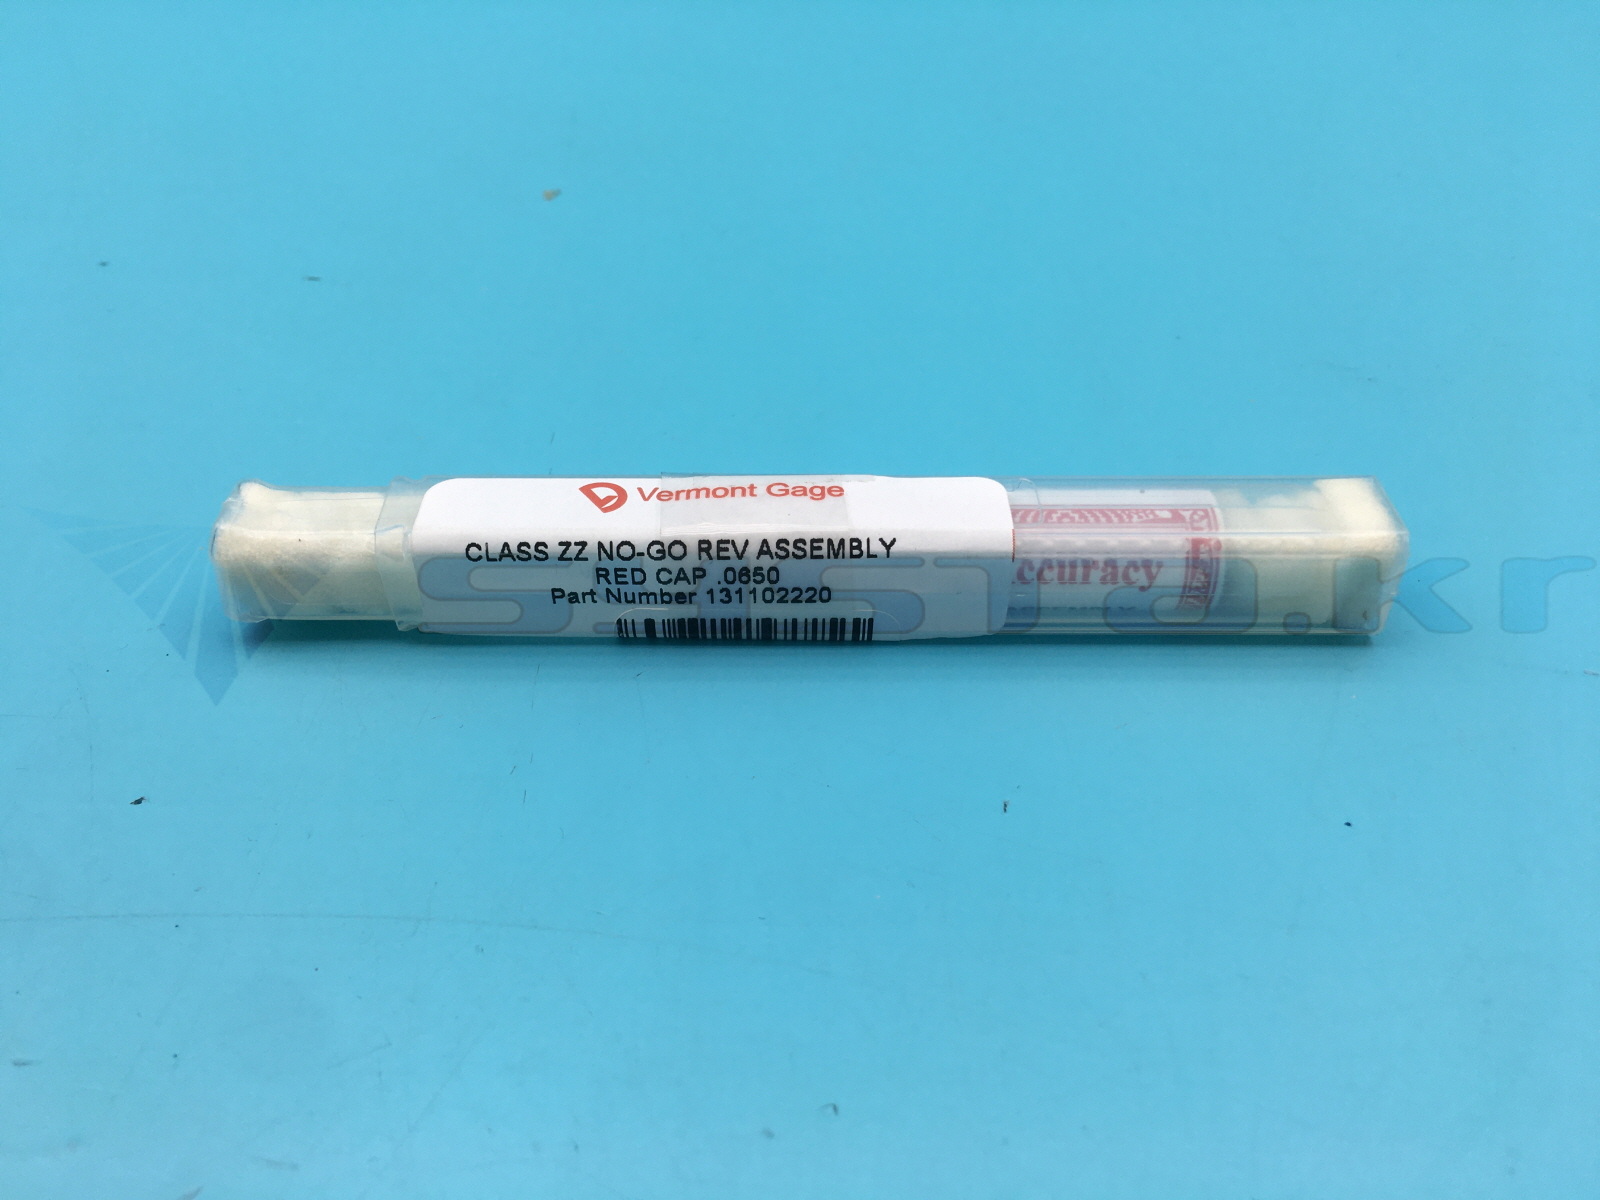 Vermont Gage
CLASS ZZ NO-GO REV ASSEMBLY
RED CAP .0650
Part Number 131102220
ccuracy